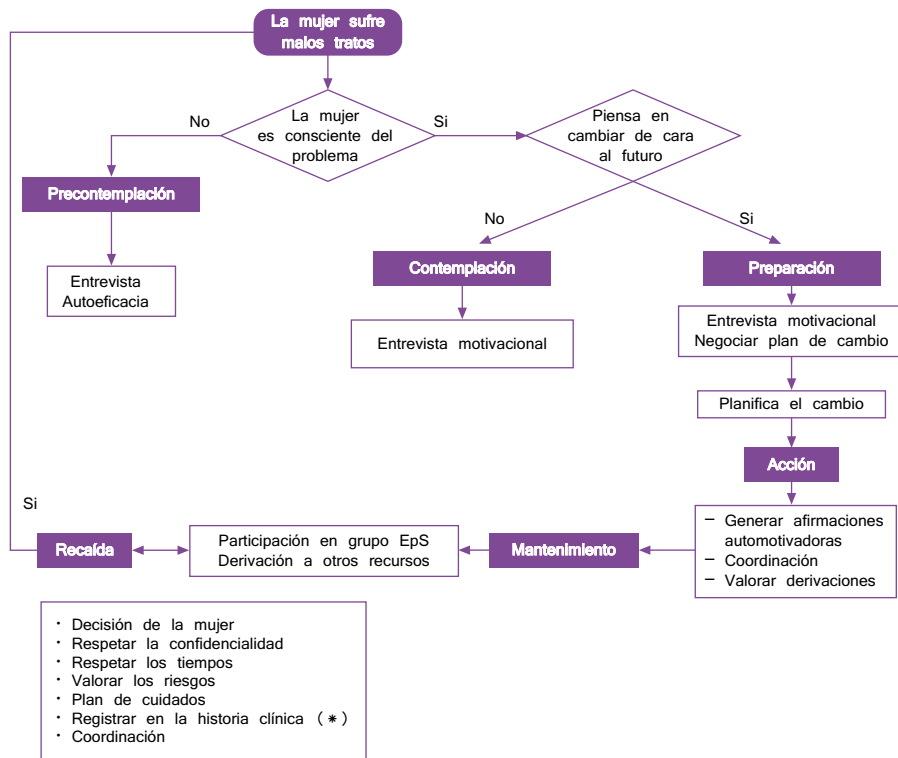 La mujer sufre
malos tratos
No
La mujer
es consciente del
problema
Si
Piensa en
cambiar de cara
al futuro
Precontemplación
No
Si
Entrevista
Autoeficacia
Contemplación
Preparación
Entrevista motivacional
Entrevista motivacional
Negociar plan de cambio
Planifica el cambio
Acción
– Generar afirmaciones
automotivadoras
– Coordinación
– Valorar derivaciones
Si
Recaída
Participación en grupo EpS
Derivación a otros recursos
Mantenimiento
· Decisión de la mujer
· Respetar la confidencialidad
· Respetar los tiempos
· Valorar los riesgos
· Plan de cuidados
· Registrar en la historia clínica (*)
· Coordinación